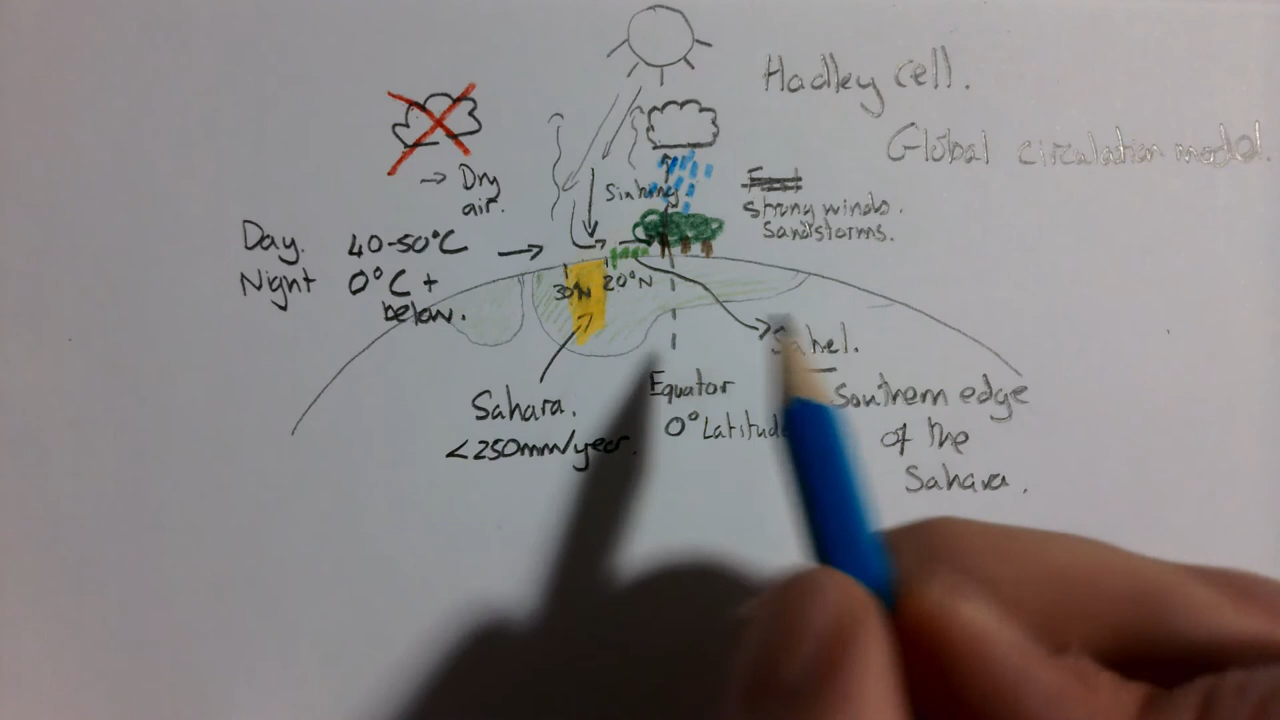 Hadley cell.
Global circulation model.
→ Dry
air.
Sinking.
strong winds.
Sandstorms.
Day. 40-50°C →
Night 0°C +
below.
30°N
20°N
Sahel.
Sahara.
<250mm/year.
Equator
0° Latitude
Southern edge
of the
Sahara.